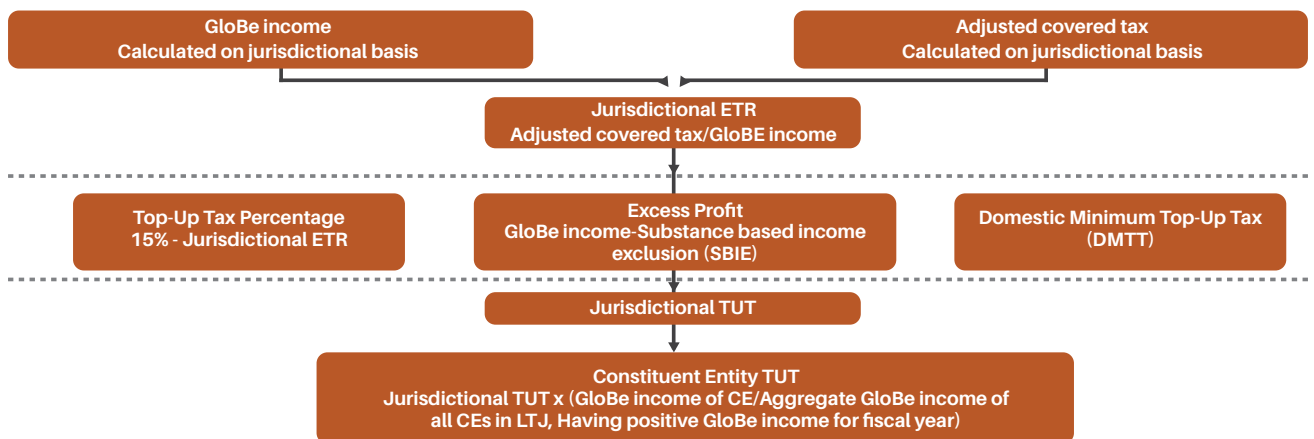 GloBe income
Calculated on jurisdictional basis
Adjusted covered tax
Calculated on jurisdictional basis
Jurisdictional ETR
Adjusted covered tax/GloBE income
Top-Up Tax Percentage
15% - Jurisdictional ETR
Excess Profit
GloBe income-Substance based income
exclusion (SBIE)
Domestic Minimum Top-Up Tax
(DMTT)
Jurisdictional TUT
Constituent Entity TUT
Jurisdictional TUT x (GloBe income of CE/Aggregate GloBe income of
all CEs in LTJ, Having positive GloBe income for fiscal year)